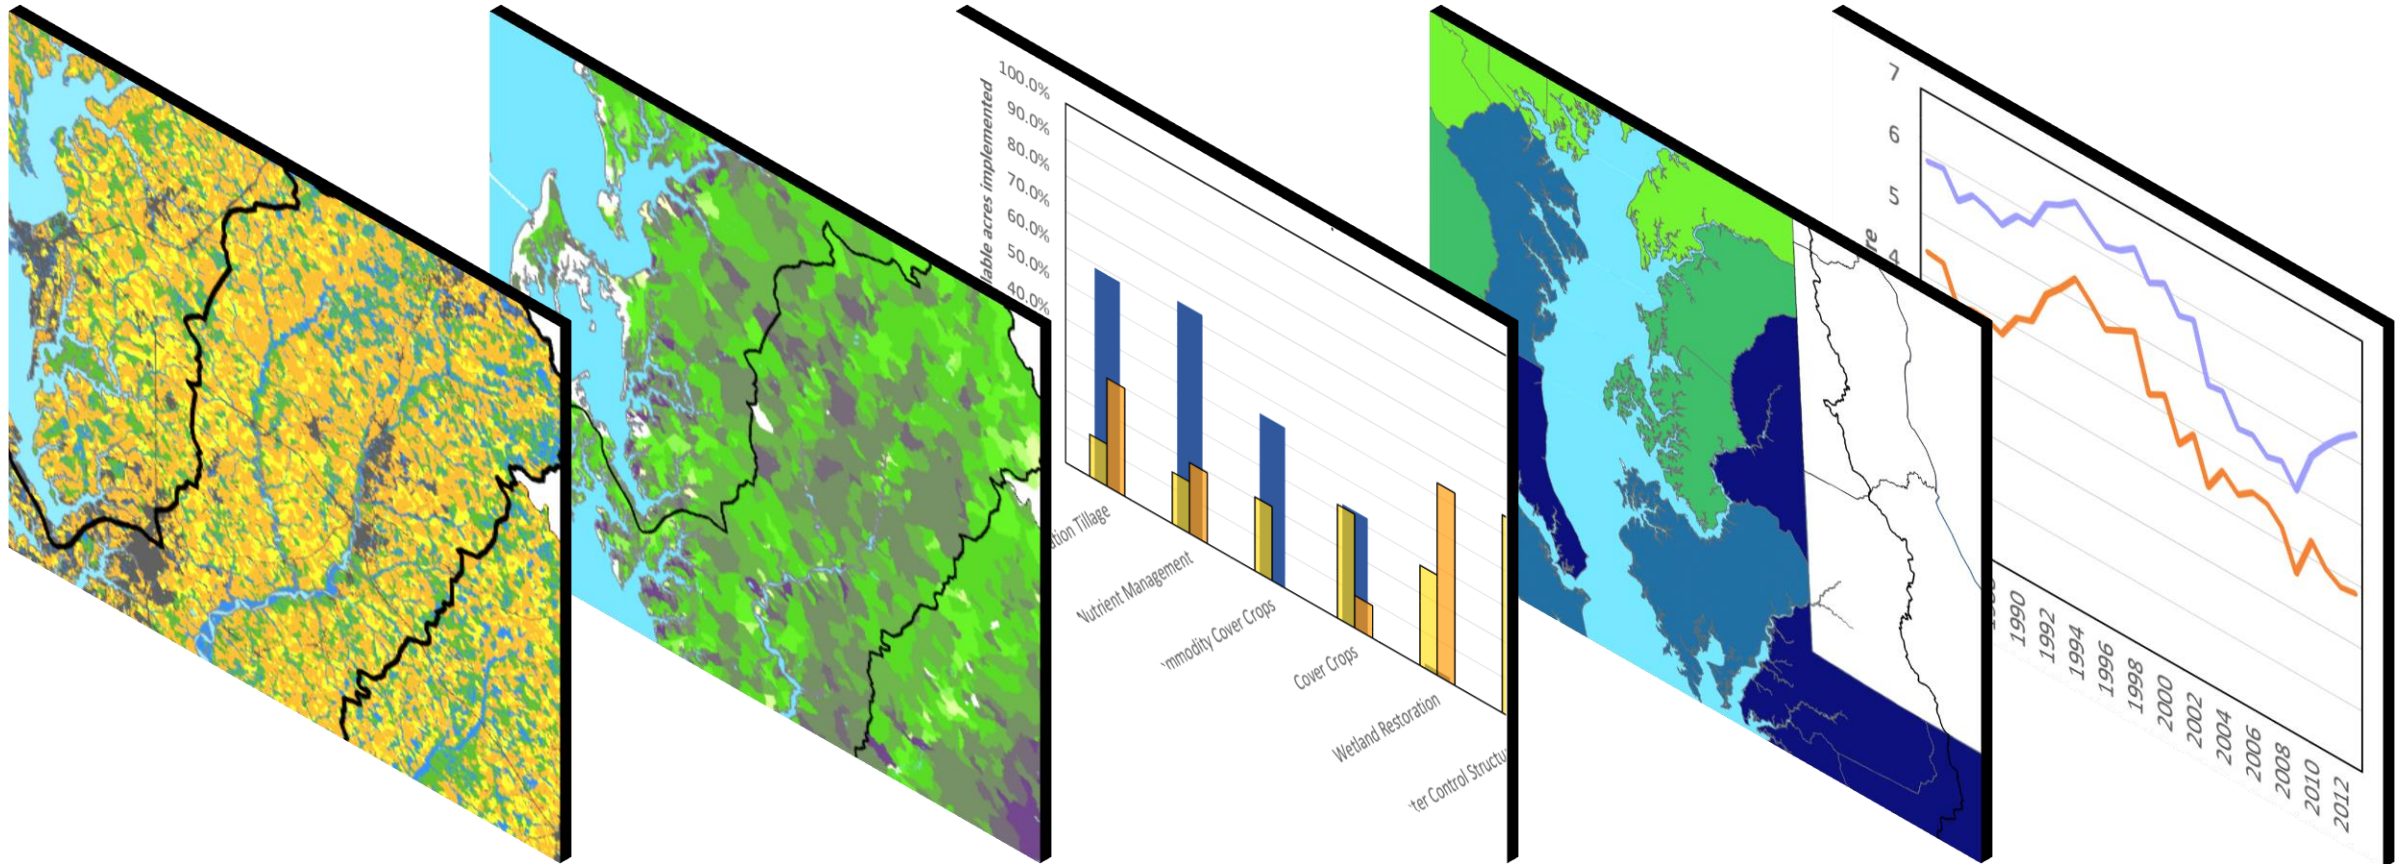 100.0%
90.0%
80.0%
70.0%
60.0%
50.0%
40.0%
lable acres implemented
ation Tillage
Nutrient Management
mmodity Cover Crops
Cover Crops
Wetland Restoration
ter Control Structu
7
6
5
4
re
1990
1992
1994
1996
1998
2000
2002
2004
2006
2008
2010
2012